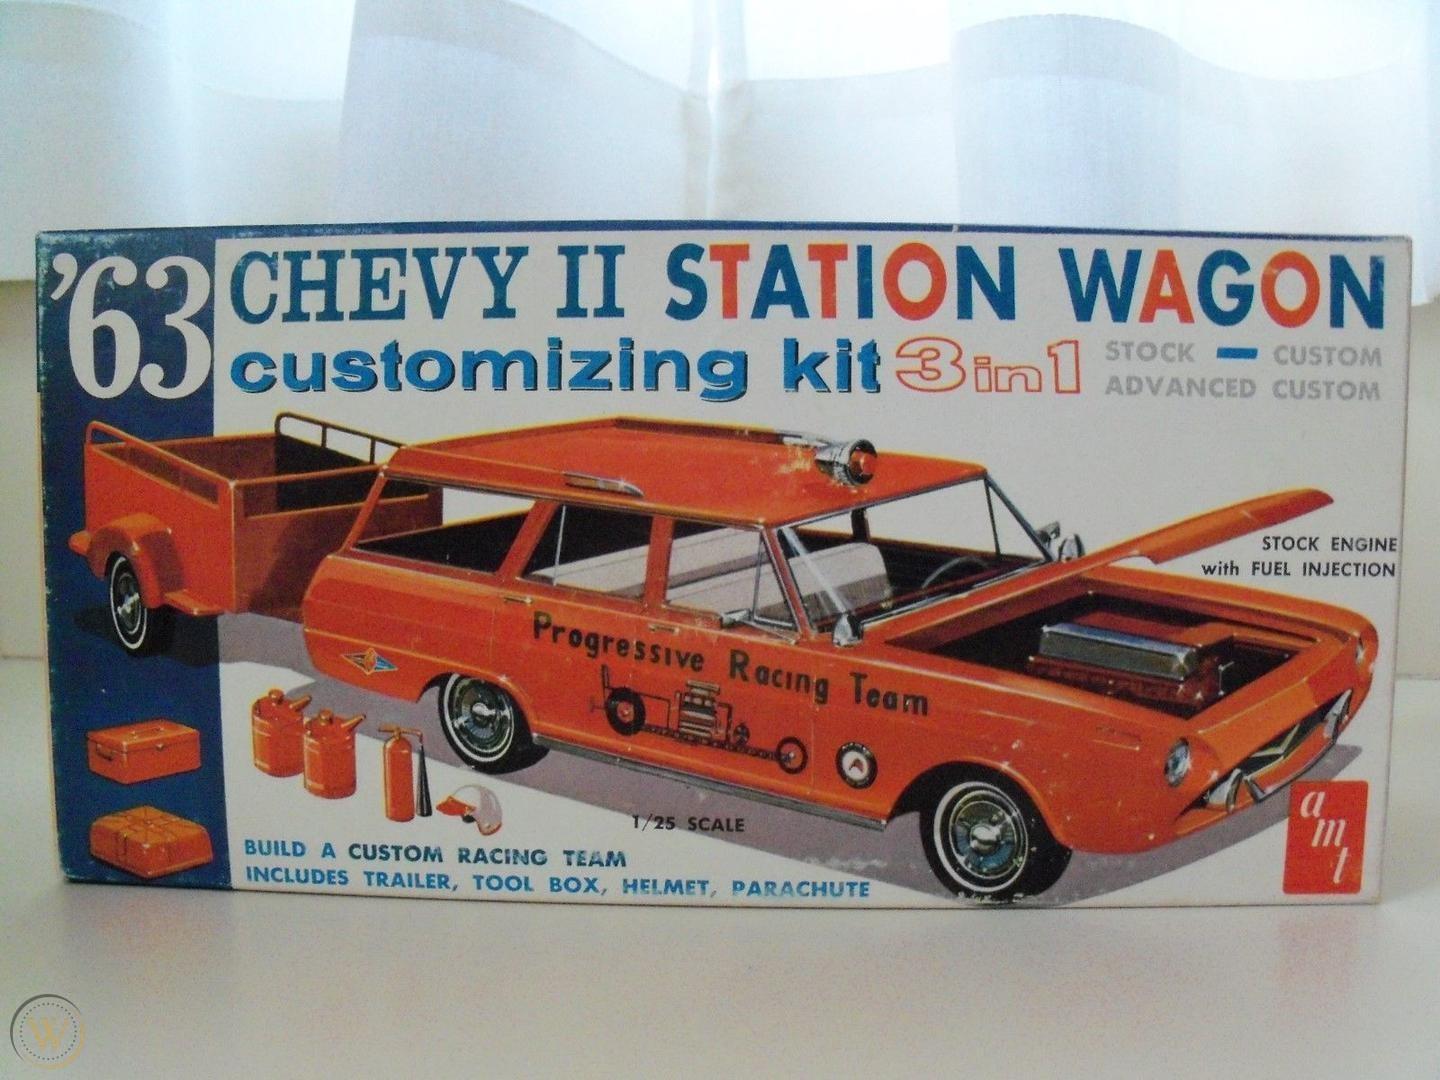 '63
CHEVY II STATION WAGON
customizing kit 3 in 1
STOCK - CUSTOM
ADVANCED CUSTOM
STOCK ENGINE
with FUEL INJECTION
Progressive Racing Team
1/25 SCALE
BUILD A CUSTOM RACING TEAM
INCLUDES TRAILER, TOOL BOX, HELMET, PARACHUTE
amt
W